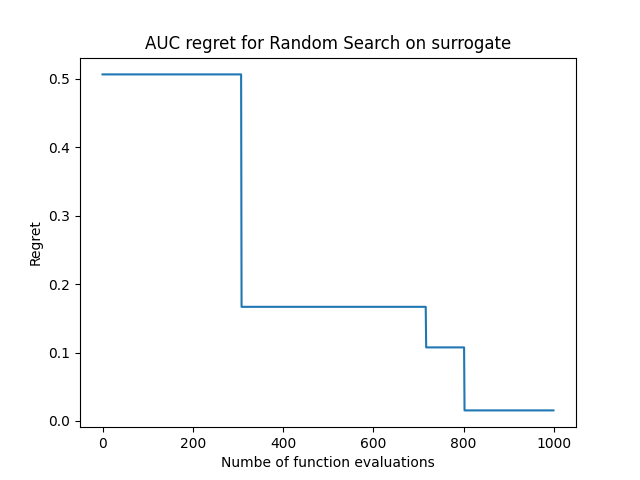 AUC regret for Random Search on surrogate
0.5
0.4
0.3
0.2
0.1
0.0
Regret
0 200 400 600 800 1000
Numbe of function evaluations